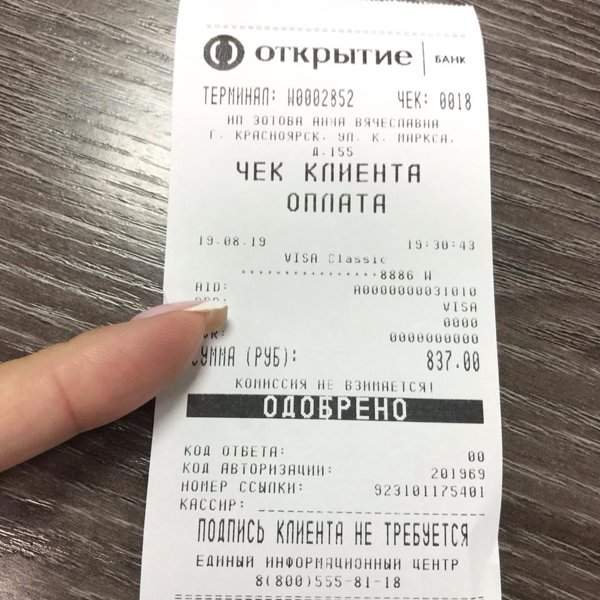 ОТКРЫТИЕ БАНК
ТЕРМИНАЛ: W0002852 ЧЕК: 0018
ИП ЗОТОВА АННА ВЯЧЕСЛАВНА
Г. КРАСНОЯРСК, УЛ. К. МАРКСА,
Д.155
ЧЕК КЛИЕНТА
ОПЛАТА
19.08.19 19:30:43
VISA Classic
***************8886 W
AID: A0000000031010
VISA
0000
0000000000
СУММА (РУБ): 837.00
КОМИССИЯ НЕ ВЗИМАЕТСЯ!
ОДОБРЕНО
КОД ОТВЕТА: 00
КОД АВТОРИЗАЦИИ: 201969
НОМЕР ССЫЛКИ: 923101175401
КАССИР:
ПОДПИСЬ КЛИЕНТА НЕ ТРЕБУЕТСЯ
ЕДИНЫЙ ИНФОРМАЦИОННЫЙ ЦЕНТР
8(800)555-81-18